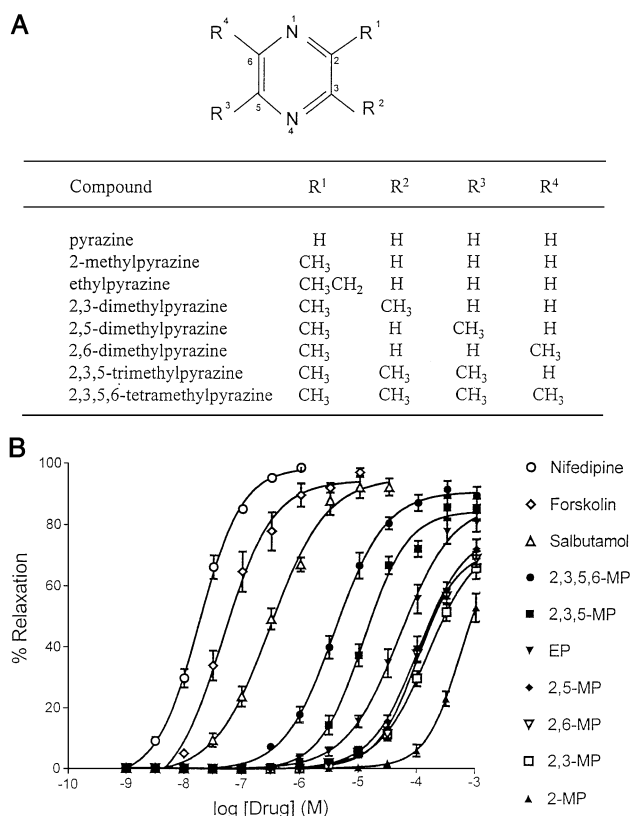 A
R⁴ N 1 R¹
6 2
5 3
R³ N 4 R²
Compound R¹ R² R³ R⁴
pyrazine H H H H
2-methylpyrazine CH₃ H H H
ethylpyrazine CH₃CH₂ H H H
2,3-dimethylpyrazine CH₃ CH₃ H H
2,5-dimethylpyrazine CH₃ H CH₃ H
2,6-dimethylpyrazine CH₃ H H CH₃
2,3,5-trimethylpyrazine CH₃ CH₃ CH₃ H
2,3,5,6-tetramethylpyrazine CH₃ CH₃ CH₃ CH₃
B
% Relaxation
100
80
60
40
20
0
-10 -9 -8 -7 -6 -5 -4 -3
log [Drug] (M)
Nifedipine
Forskolin
Salbutamol
2,3,5,6-MP
2,3,5-MP
EP
2,5-MP
2,6-MP
2,3-MP
2-MP